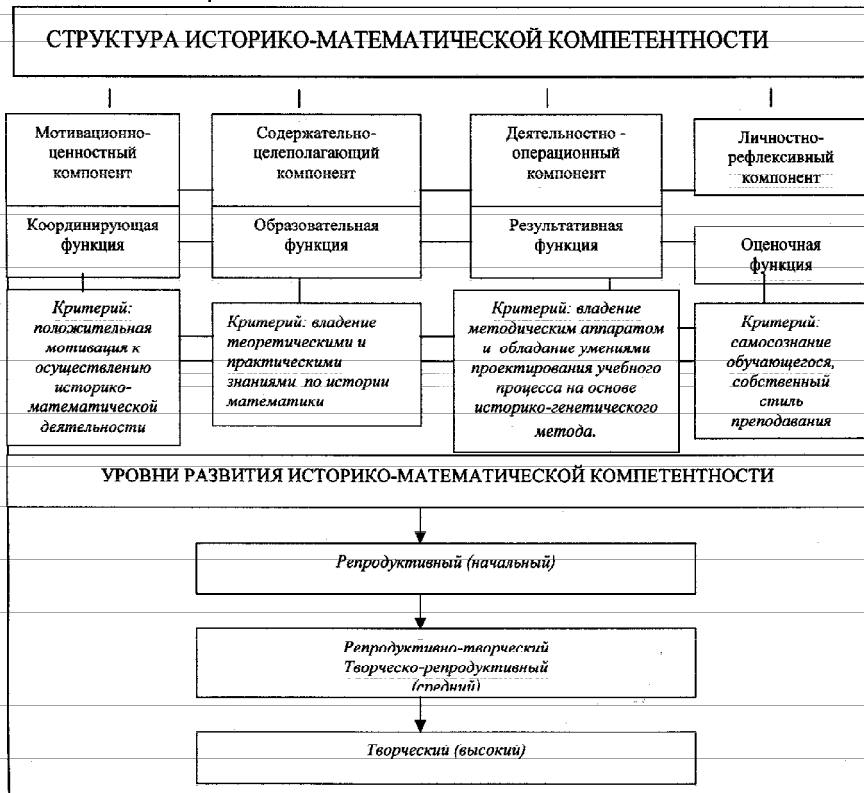 СТРУКТУРА ИСТОРИКО-МАТЕМАТИЧЕСКОЙ КОМПЕТЕНТНОСТИ
Мотивационно-
ценностный
компонент
Координирующая
функция
Критерий:
положительная
мотивация к
осуществлению
историко-
математической
деятельности
Содержательно-
целеполагающий
компонент
Образовательная
функция
Критерий: владение
теоретическими и
практическими
знаниями по истории
математики
Деятельностно -
операционный
компонент
Результативная
функция
Критерий: владение
методическим аппаратом
и обладание умениями
проектирования учебного
процесса на основе
историко-генетического
метода.
Личностно-
рефлексивный
компонент
Оценочная
функция
Критерий:
самосознание
обучающегося,
собственный
стиль
преподавания
УРОВНИ РАЗВИТИЯ ИСТОРИКО-МАТЕМАТИЧЕСКОЙ КОМПЕТЕНТНОСТИ
Репродуктивный (начальный)
Репродуктивно-творческий
Творческо-репродуктивный
(средний)
Творческий (высокий)